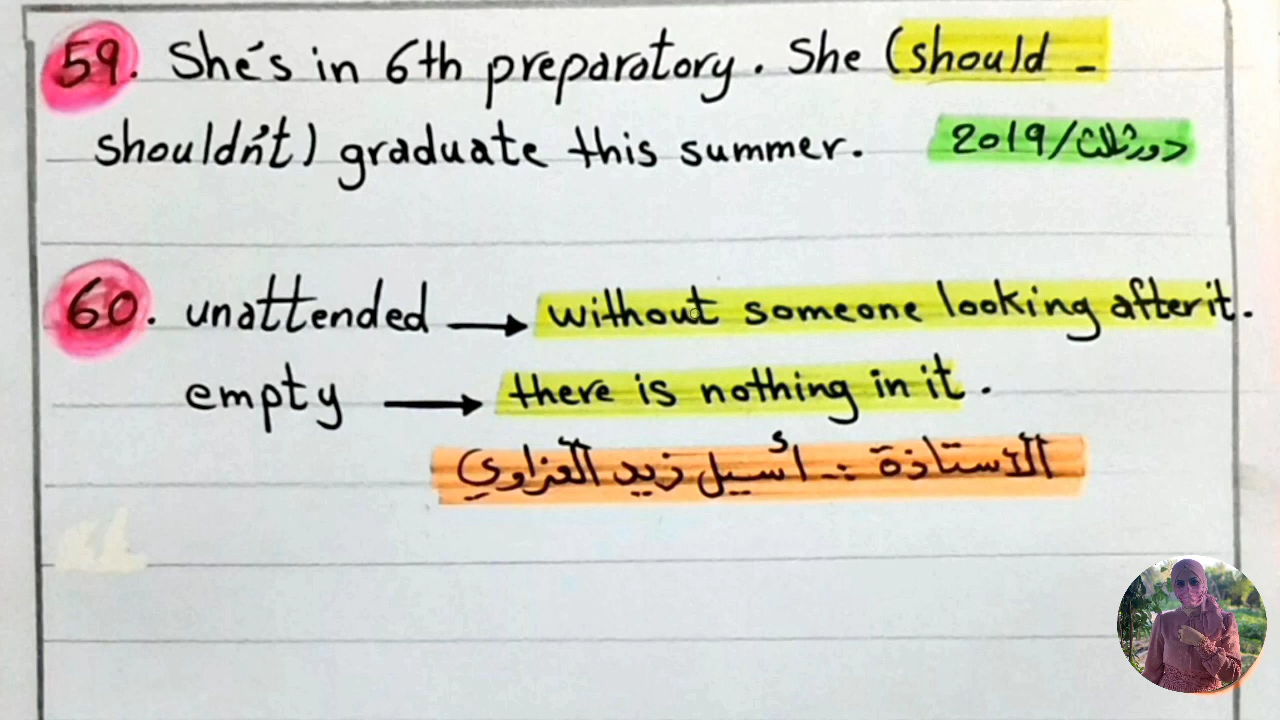 59. She's in 6th preparatory. She (should -
shouldn't) graduate this summer. 2019/دور ثالث
60. unattended → without someone looking after it.
empty → there is nothing in it.
الأستاذة :- أسيل زيد العزاوي